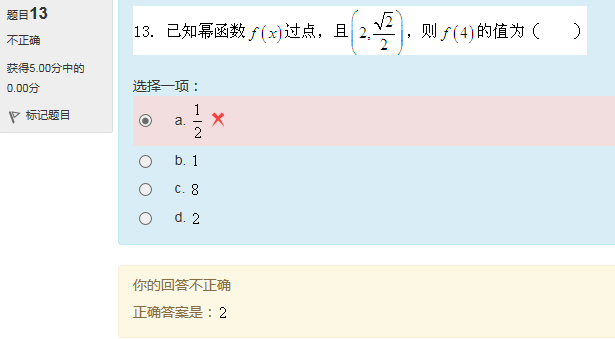 题目13
不正确
获得5.00分中的
0.00分
标记题目
13. 已知幂函数f(x)过点，且(2,√2/2)，则f(4)的值为（　　）
选择一项：
a. 1/2
b. 1
c. 8
d. 2
你的回答不正确
正确答案是：2